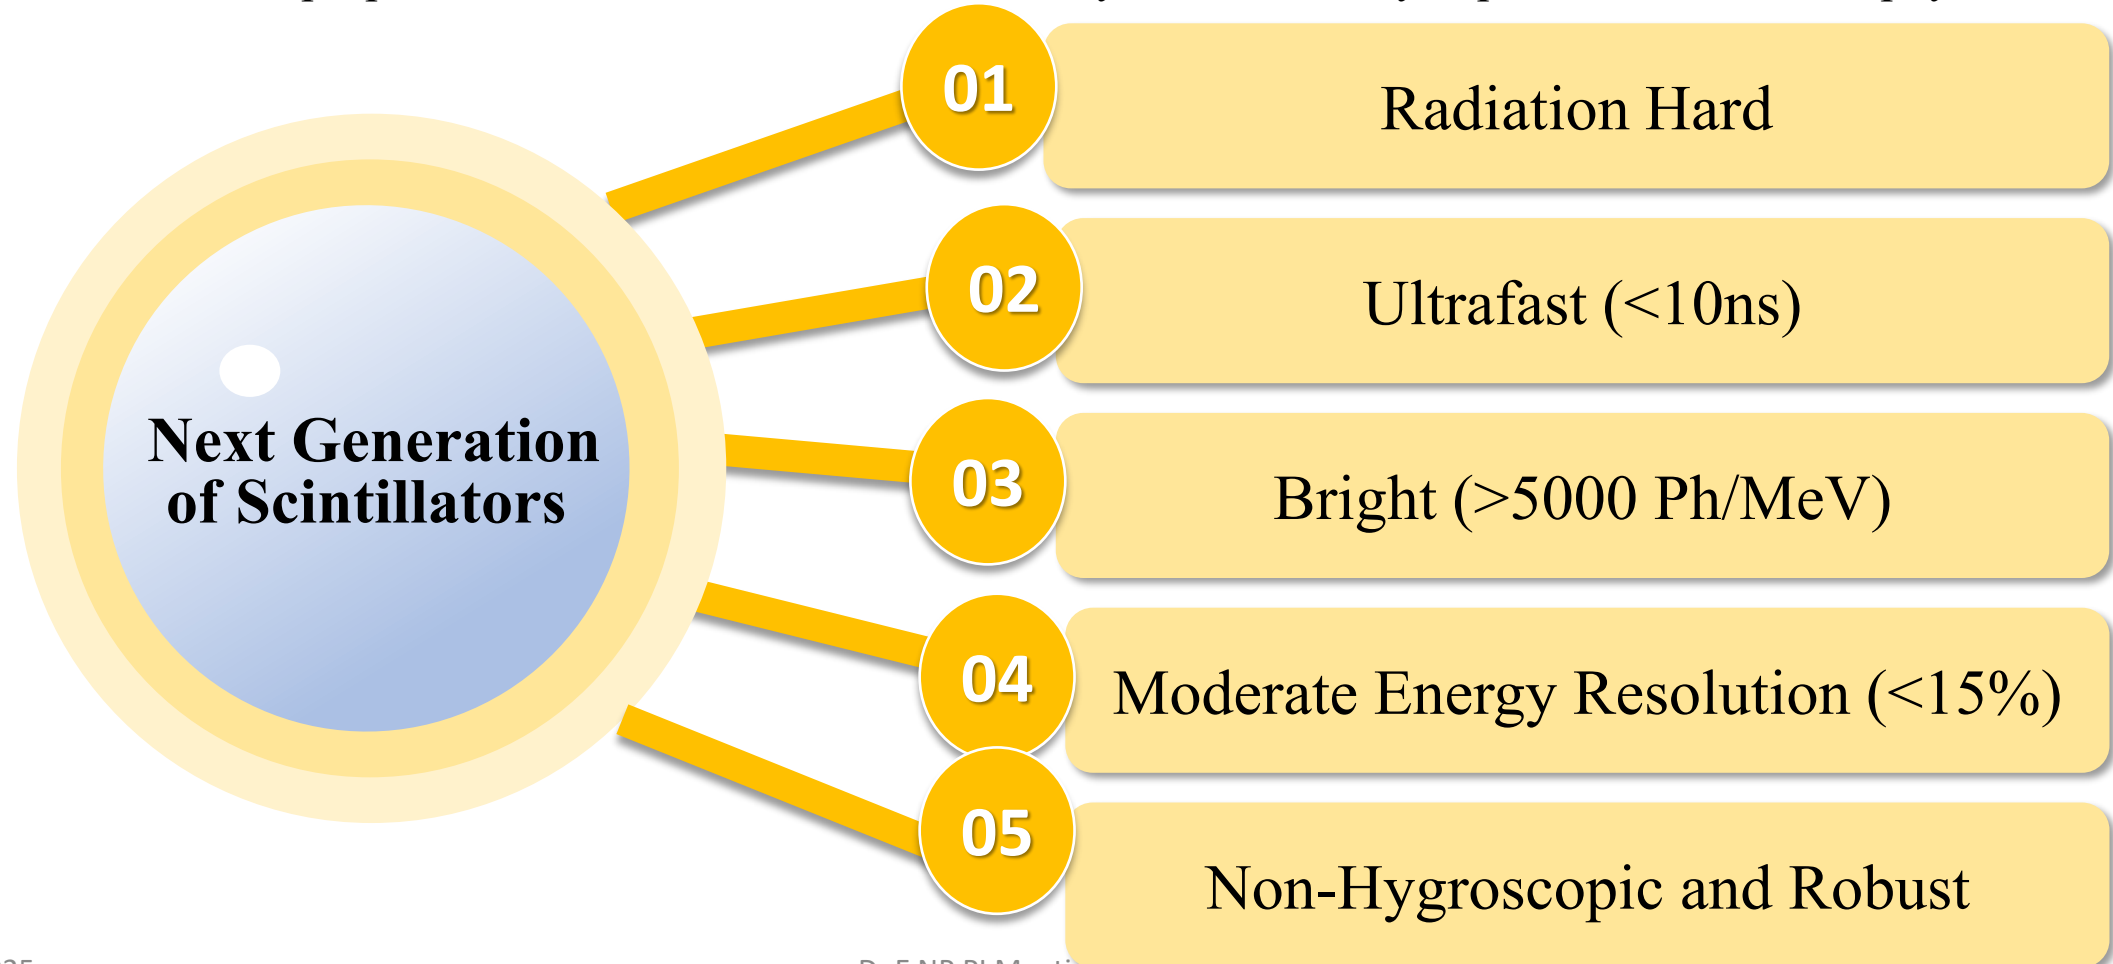 01
Radiation Hard
02
Ultrafast (<10ns)
03
Bright (>5000 Ph/MeV)
Next Generation
of Scintillators
04
Moderate Energy Resolution (<15%)
05
Non-Hygroscopic and Robust